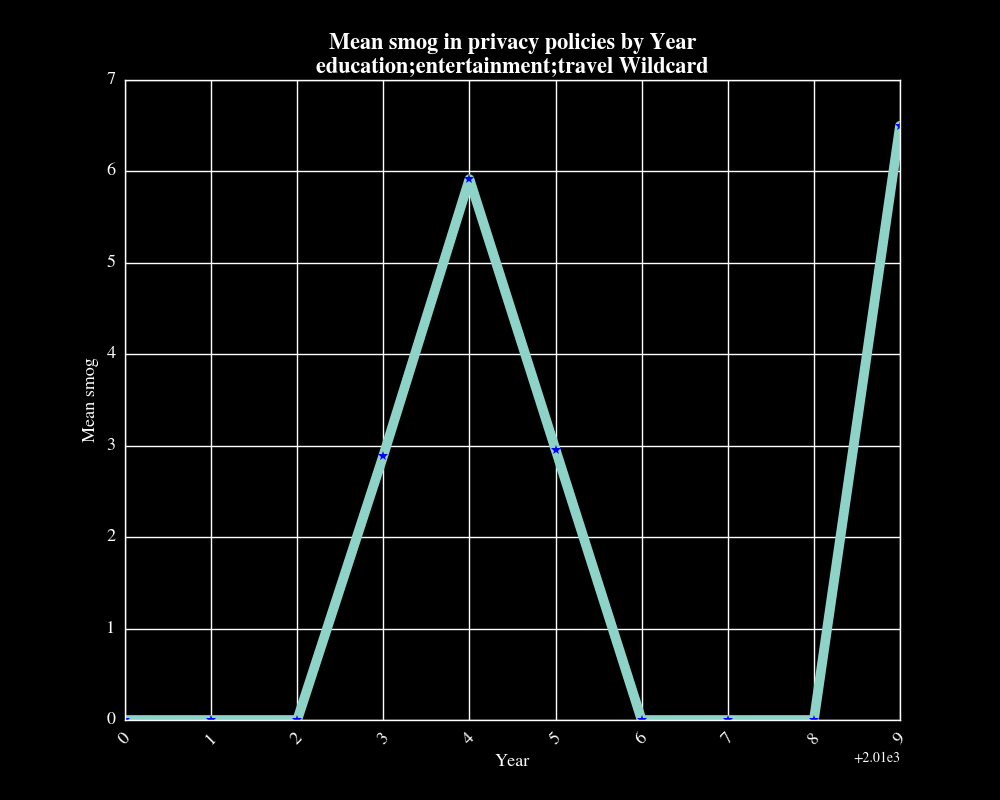 Mean smog in privacy policies by Year
education;entertainment;travel Wildcard
7
6
5
4
3
2
1
0
Mean smog
0 1 2 3 4 5 6 7 8 9
Year
+2.01e3